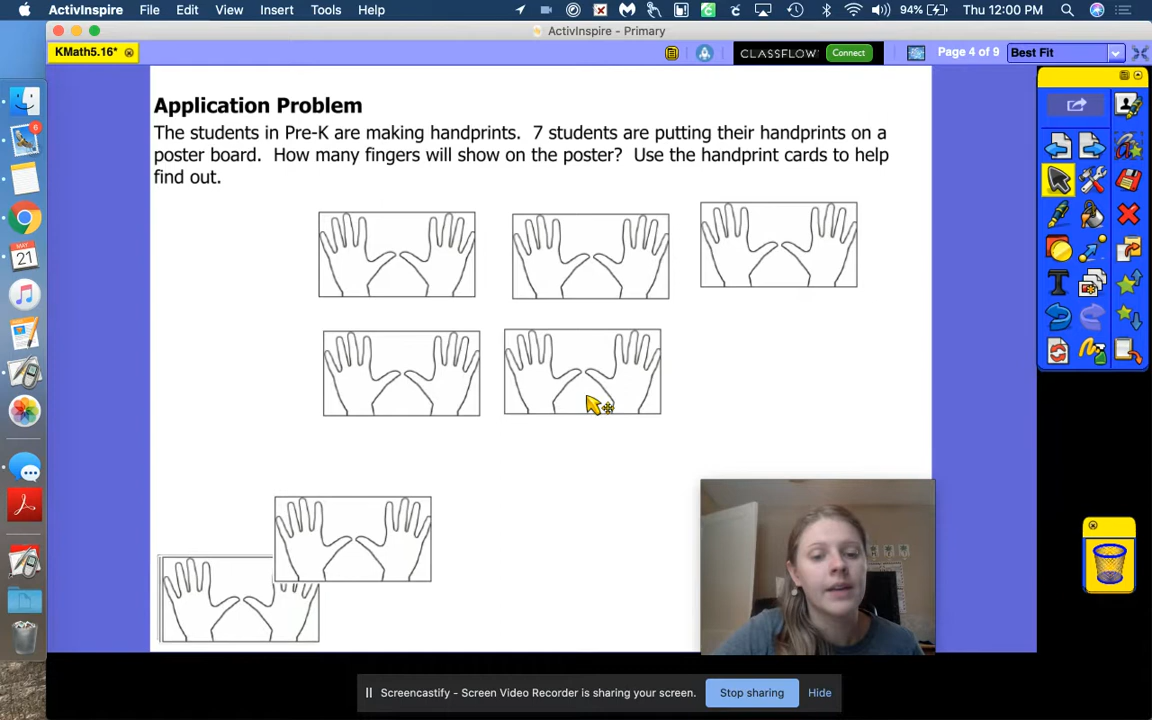 ActivInspire File Edit View Insert Tools Help 94% Thu 12:00 PM
ActivInspire - Primary
KMath5.16* CLASSFLOW Connect Page 4 of 9 Best Fit
Application Problem
The students in Pre-K are making handprints. 7 students are putting their handprints on a
poster board. How many fingers will show on the poster? Use the handprint cards to help
find out.
6
MAY
21
Screencastify - Screen Video Recorder is sharing your screen. Stop sharing Hide